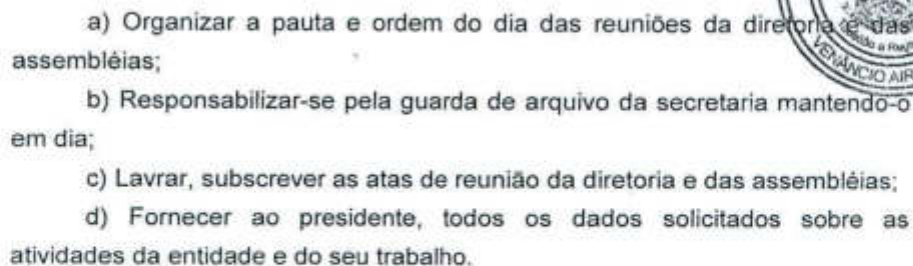 a) Organizar a pauta e ordem do dia das reuniões da diretoria e das
assembléias;
b) Responsabilizar-se pela guarda de arquivo da secretaria mantendo-o
em dia;
c) Lavrar, subscrever as atas de reunião da diretoria e das assembléias;
d) Fornecer ao presidente, todos os dados solicitados sobre as
atividades da entidade e do seu trabalho.
VENÂNCIO AIR